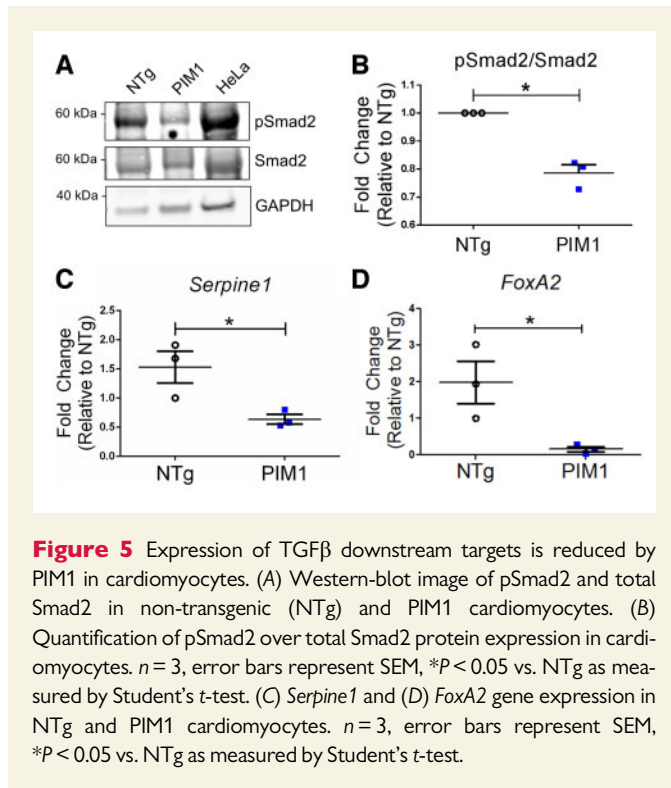 A
NTg PIM1 HeLa
60 kDa
pSmad2
60 kDa
Smad2
40 kDa
GAPDH
B
pSmad2/Smad2
*
Fold Change
(Relative to NTg)
1.1
1.0
0.8
0.6
NTg PIM1
C
Serpine1
*
Fold Change
(Relative to NTg)
2.5
2.0
1.5
1.0
0.5
0.0
NTg PIM1
D
FoxA2
*
Fold Change
(Relative to NTg)
4
3
2
1
0
NTg PIM1
Figure 5 Expression of TGFβ downstream targets is reduced by
PIM1 in cardiomyocytes. (A) Western-blot image of pSmad2 and total
Smad2 in non-transgenic (NTg) and PIM1 cardiomyocytes. (B)
Quantification of pSmad2 over total Smad2 protein expression in cardi-
omyocytes. n = 3, error bars represent SEM, *P < 0.05 vs. NTg as mea-
sured by Student's t-test. (C) Serpine1 and (D) FoxA2 gene expression in
NTg and PIM1 cardiomyocytes. n = 3, error bars represent SEM,
*P < 0.05 vs. NTg as measured by Student's t-test.